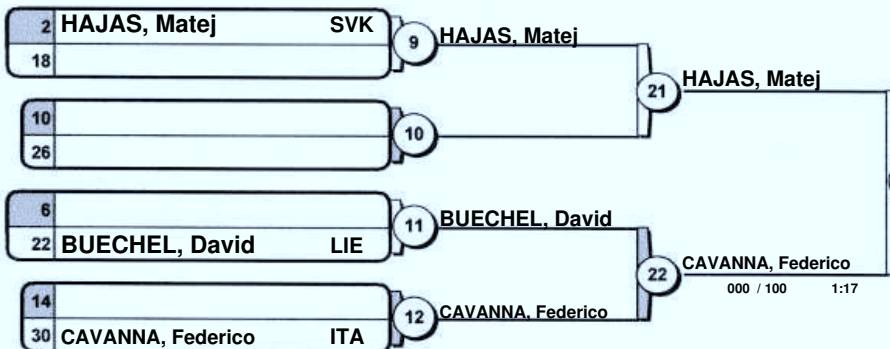 2 HAJAS, Matej SVK
18
9 HAJAS, Matej
21 HAJAS, Matej
10
26
10
6
22 BUECHEL, David LIE
11 BUECHEL, David
22 CAVANNA, Federico
000 / 100 1:17
14
30 CAVANNA, Federico ITA
12 CAVANNA, Federico